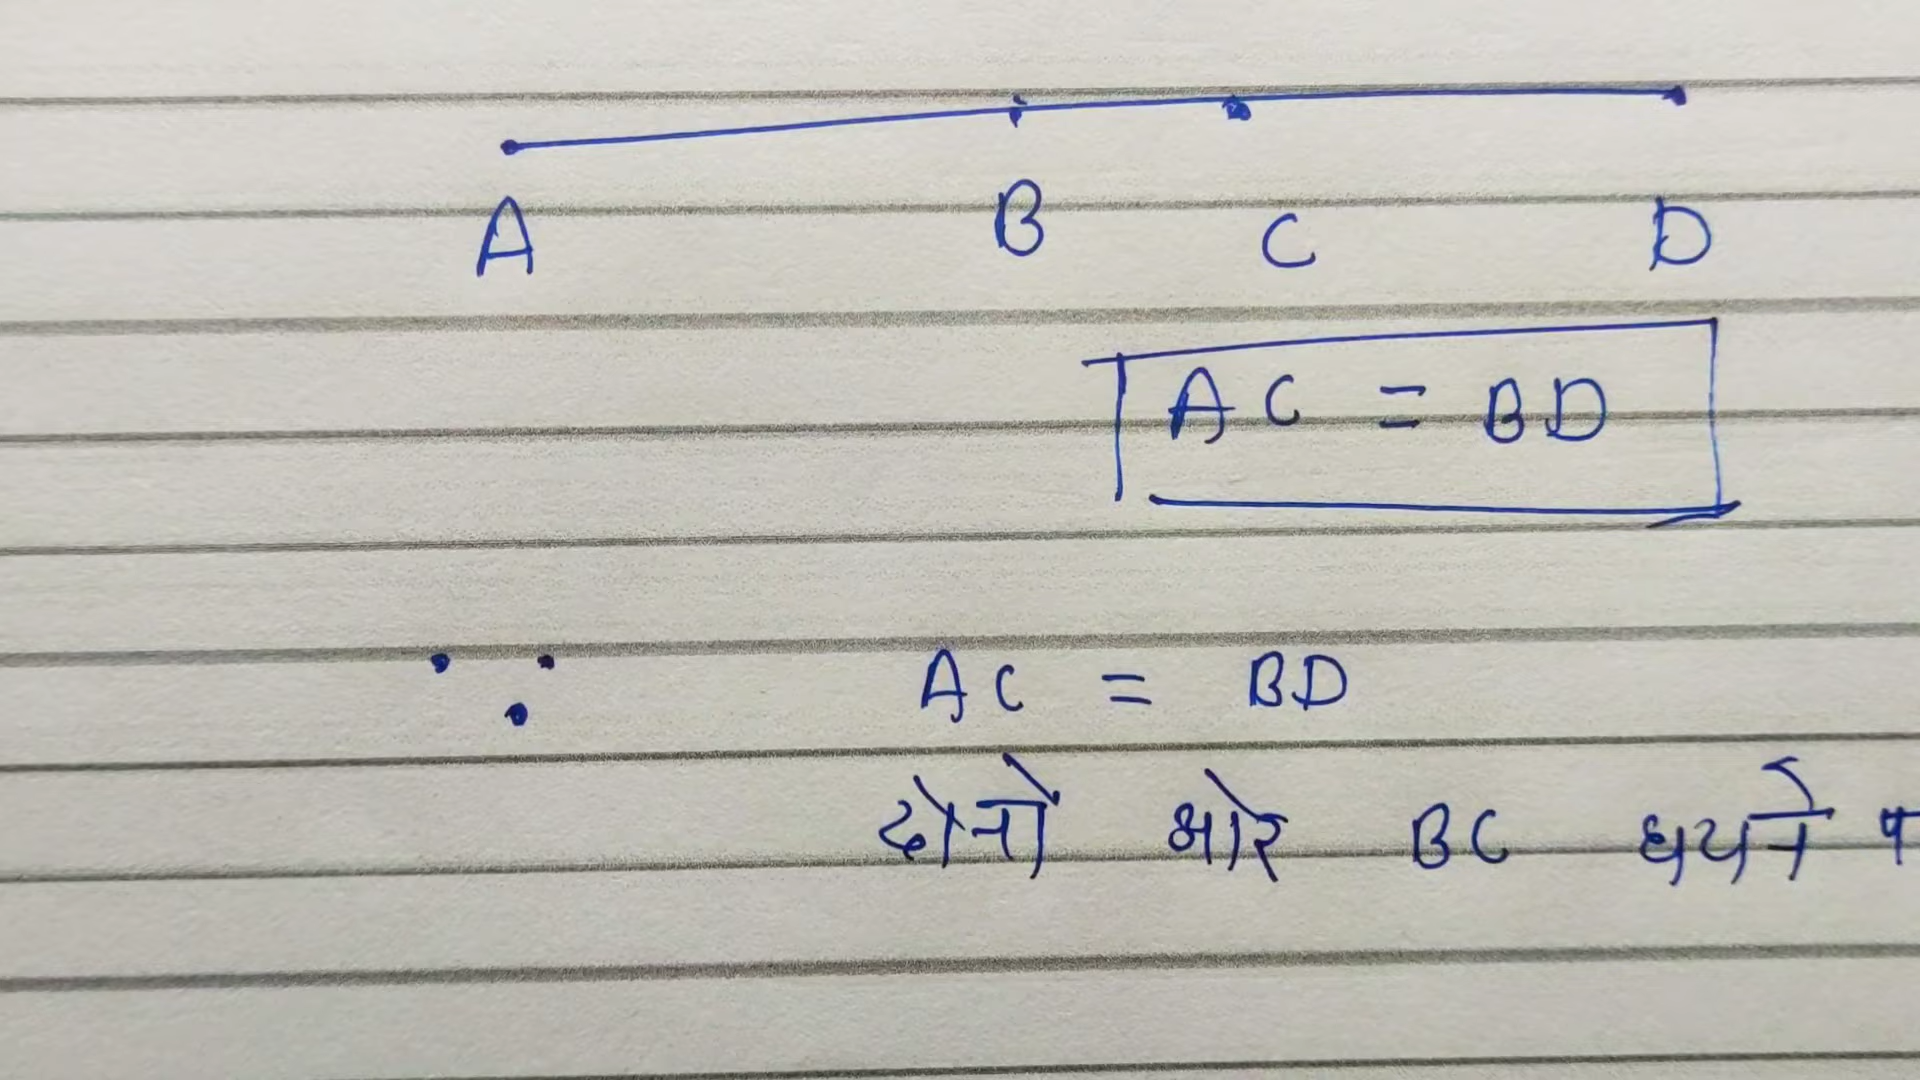 A B C D
AC = BD
∵ AC = BD
दोनों ओर BC घटाने प